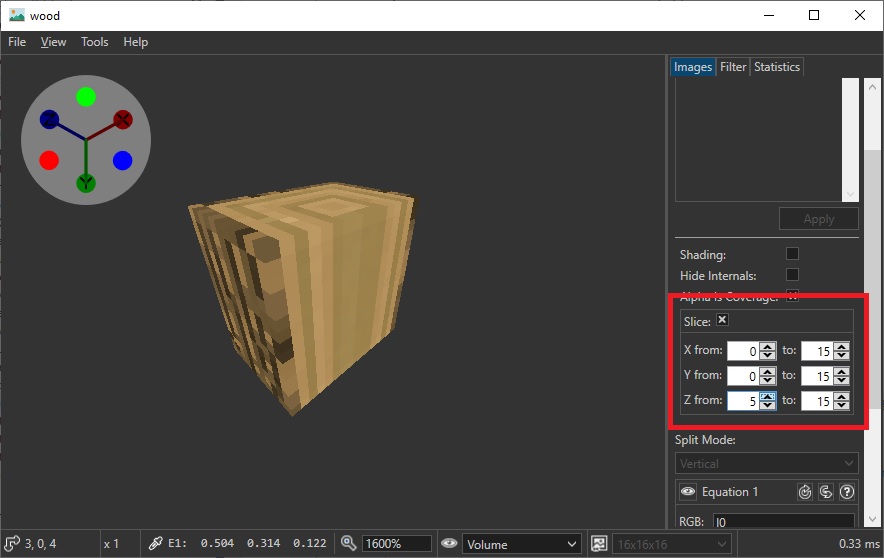 wood
File View Tools Help
Images Filter Statistics
Z X
Y
Apply
Shading:
Hide Internals:
Alpha is Coverage:
Slice:
X from: 0 to: 15
Y from: 0 to: 15
Z from: 5 to: 15
Split Mode:
Vertical
Equation 1
RGB: I0
3, 0, 4 x 1 E1: 0.504 0.314 0.122 1600% Volume 16x16x16 0.33 ms